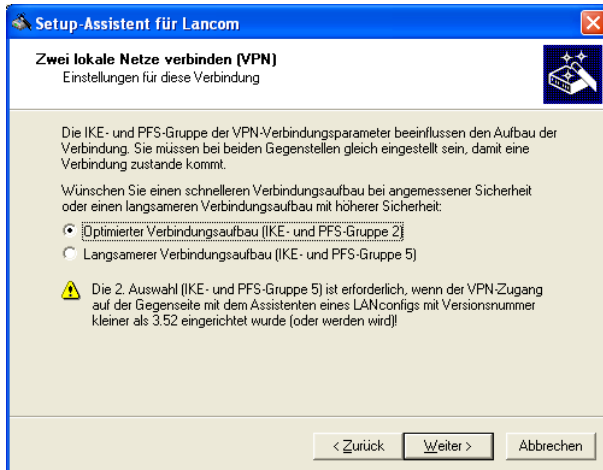 Setup-Assistent für Lancom
Zwei lokale Netze verbinden (VPN)
Einstellungen für diese Verbindung
Die IKE- und PFS-Gruppe der VPN-Verbindungsparameter beeinflussen den Aufbau der
Verbindung. Sie müssen bei beiden Gegenstellen gleich eingestellt sein, damit eine
Verbindung zustande kommt.
Wünschen Sie einen schnelleren Verbindungsaufbau bei angemessener Sicherheit
oder einen langsameren Verbindungsaufbau mit höherer Sicherheit:
Optimierter Verbindungsaufbau (IKE- und PFS-Gruppe 2)
Langsamerer Verbindungsaufbau (IKE- und PFS-Gruppe 5)
Die 2. Auswahl (IKE- und PFS-Gruppe 5) ist erforderlich, wenn der VPN-Zugang
auf der Gegenseite mit dem Assistenten eines LANconfigs mit Versionsnummer
kleiner als 3.52 eingerichtet wurde (oder werden wird)!
< Zurück Weiter > Abbrechen